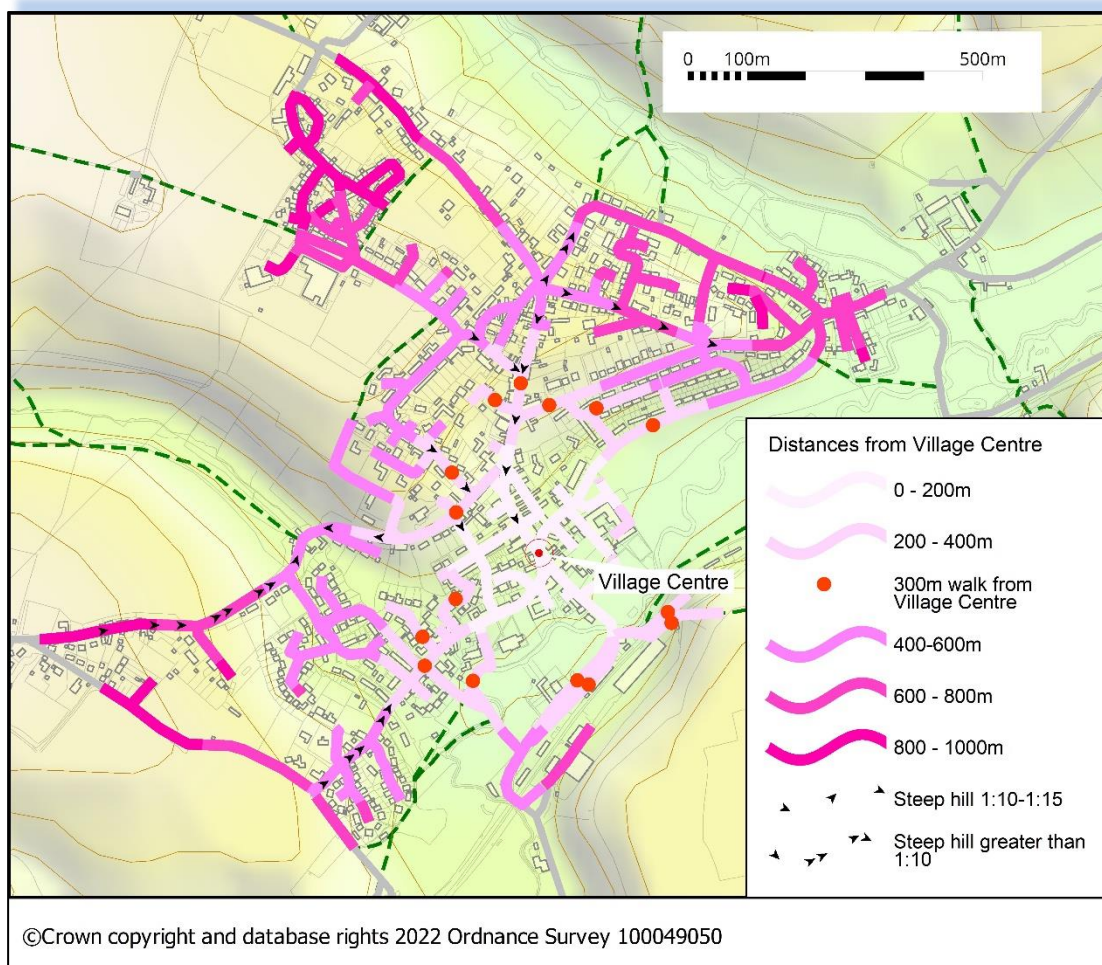 0 100m 500m
Village Centre
Distances from Village Centre
0 - 200m
200 - 400m
300m walk from
Village Centre
400-600m
600 - 800m
800 - 1000m
Steep hill 1:10-1:15
Steep hill greater than
1:10
©Crown copyright and database rights 2022 Ordnance Survey 100049050